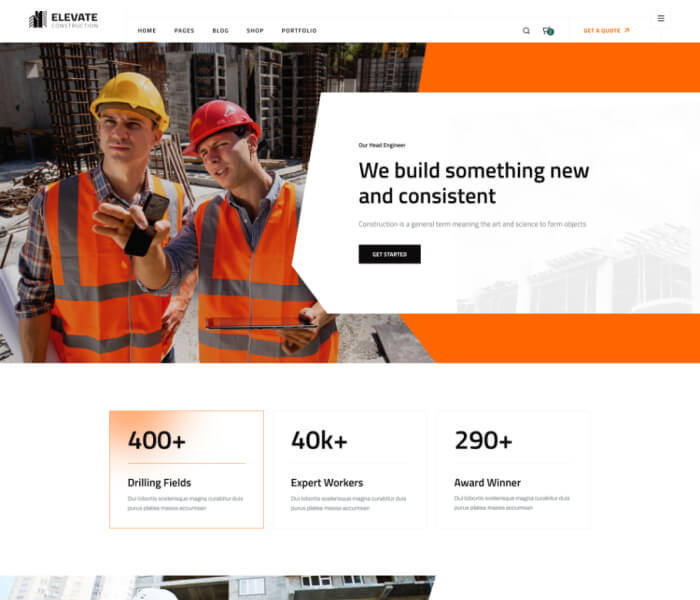 ELEVATE
CONSTRUCTION
HOME PAGES BLOG SHOP PORTFOLIO
GET A QUOTE
Our Head Engineer
We build something new
and consistent
Construction is a general term meaning the art and science to form objects
GET STARTED
400+
Drilling Fields
Dui lobortis scelerisque magna curabitur duis
purus platea massa accumsan
40k+
Expert Workers
Dui lobortis scelerisque magna curabitur duis
purus platea massa accumsan
290+
Award Winner
Dui lobortis scelerisque magna curabitur duis
purus platea massa accumsan